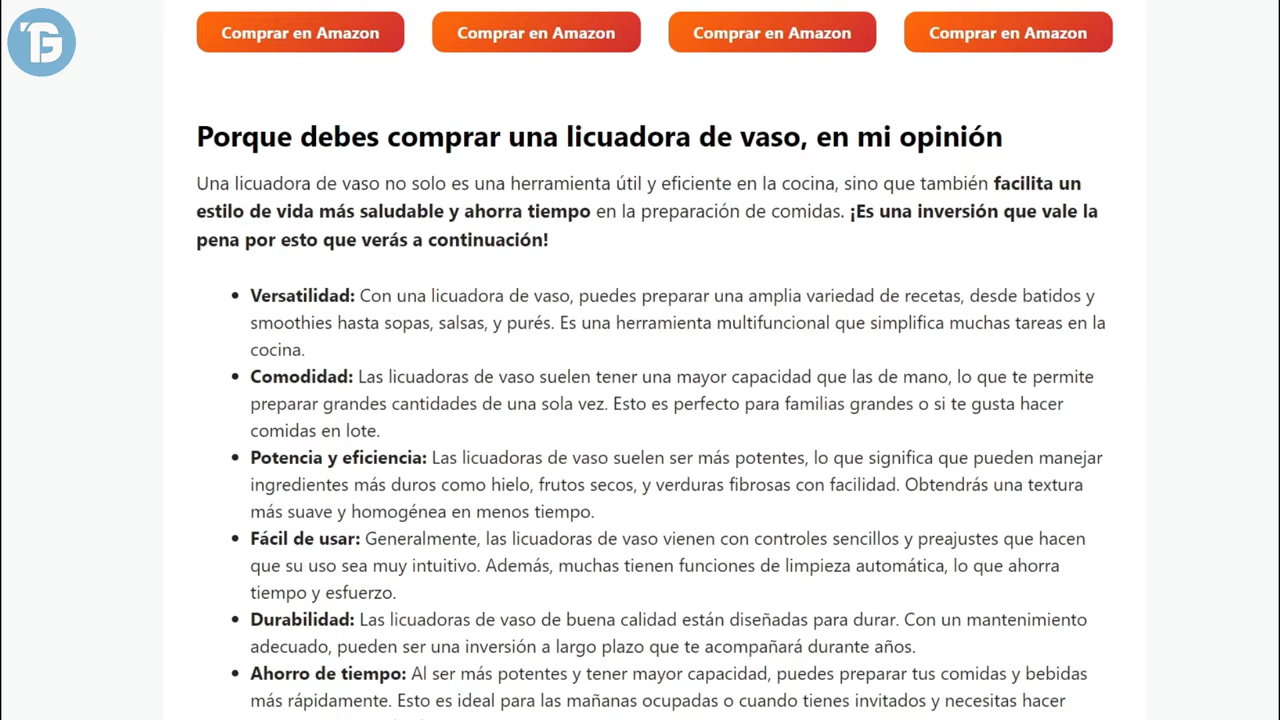 TG
Comprar en Amazon Comprar en Amazon Comprar en Amazon Comprar en Amazon
Porque debes comprar una licuadora de vaso, en mi opinión
Una licuadora de vaso no solo es una herramienta útil y eficiente en la cocina, sino que también facilita un
estilo de vida más saludable y ahorra tiempo en la preparación de comidas. ¡Es una inversión que vale la
pena por esto que verás a continuación!
• Versatilidad: Con una licuadora de vaso, puedes preparar una amplia variedad de recetas, desde batidos y
smoothies hasta sopas, salsas, y purés. Es una herramienta multifuncional que simplifica muchas tareas en la
cocina.
• Comodidad: Las licuadoras de vaso suelen tener una mayor capacidad que las de mano, lo que te permite
preparar grandes cantidades de una sola vez. Esto es perfecto para familias grandes o si te gusta hacer
comidas en lote.
• Potencia y eficiencia: Las licuadoras de vaso suelen ser más potentes, lo que significa que pueden manejar
ingredientes más duros como hielo, frutos secos, y verduras fibrosas con facilidad. Obtendrás una textura
más suave y homogénea en menos tiempo.
• Fácil de usar: Generalmente, las licuadoras de vaso vienen con controles sencillos y preajustes que hacen
que su uso sea muy intuitivo. Además, muchas tienen funciones de limpieza automática, lo que ahorra
tiempo y esfuerzo.
• Durabilidad: Las licuadoras de vaso de buena calidad están diseñadas para durar. Con un mantenimiento
adecuado, pueden ser una inversión a largo plazo que te acompañará durante años.
• Ahorro de tiempo: Al ser más potentes y tener mayor capacidad, puedes preparar tus comidas y bebidas
más rápidamente. Esto es ideal para las mañanas ocupadas o cuando tienes invitados y necesitas hacer